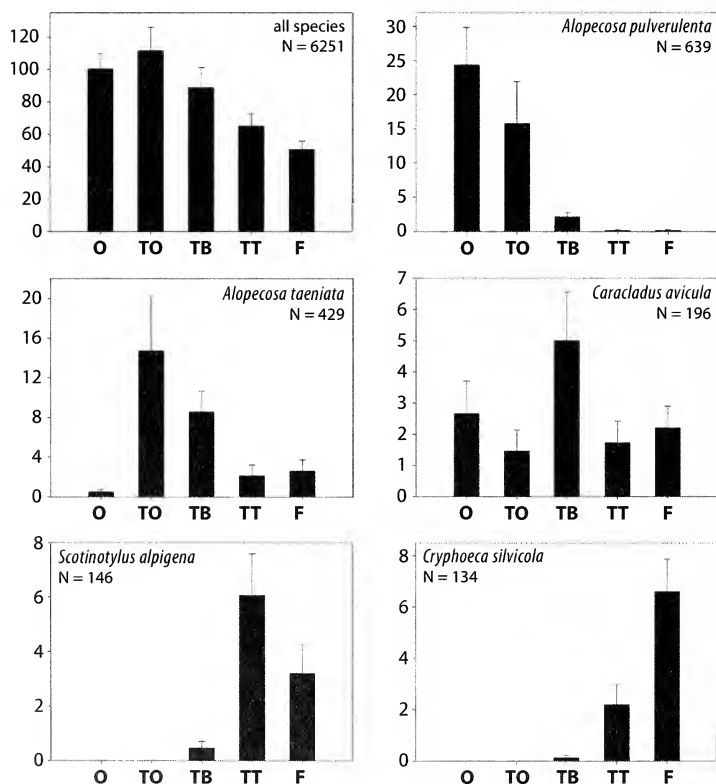 all species
N = 6251
120
100
80
60
40
20
0
O TO TB TT F
Alopecosa pulverulenta
N = 639
30
25
20
15
10
5
0
O TO TB TT F
Alopecosa taeniata
N = 429
20
16
12
8
4
0
O TO TB TT F
Caracladus avicula
N = 196
7
6
5
4
3
2
1
0
O TO TB TT F
Scotinotylus alpigena
N = 146
8
6
4
2
0
O TO TB TT F
Cryphoeca silvicola
N = 134
8
6
4
2
0
O TO TB TT F